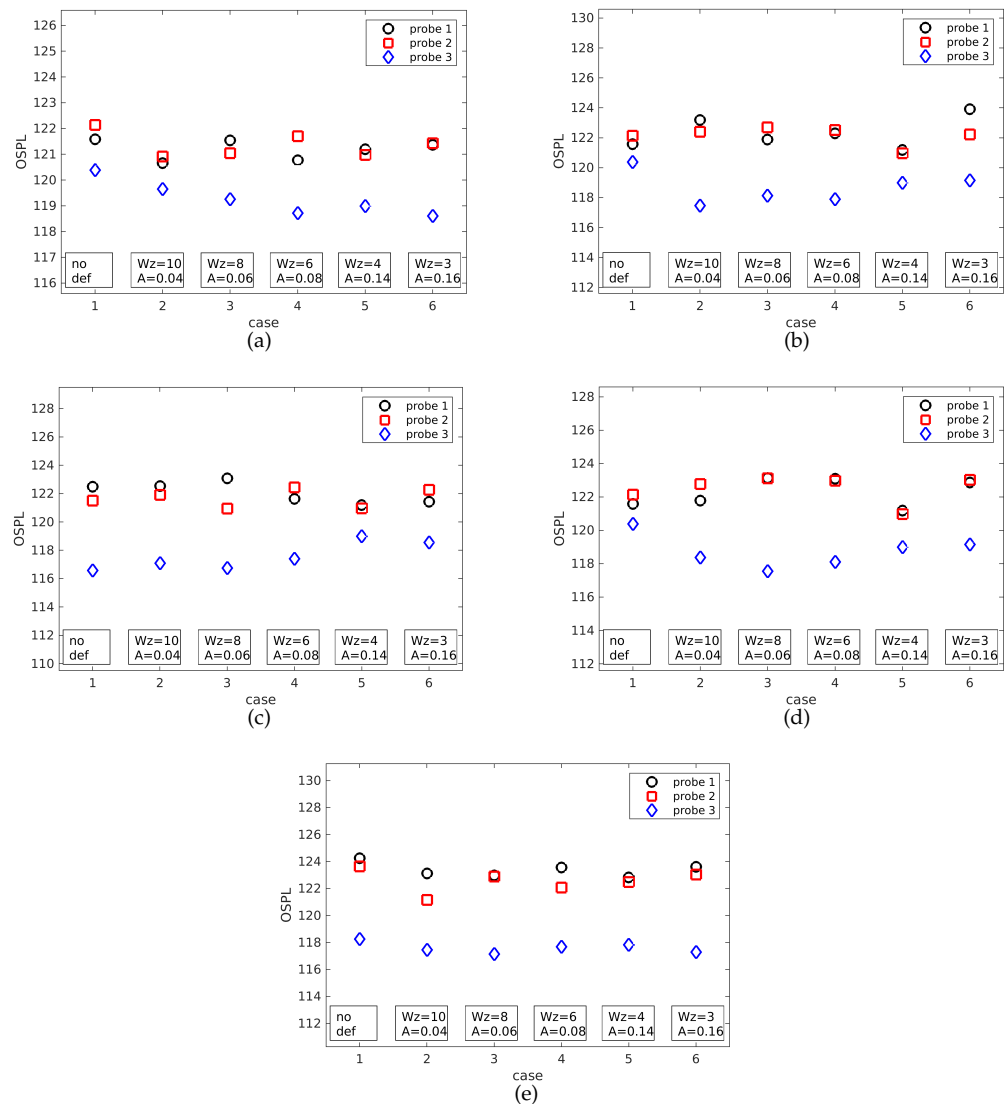 126
125
124
123
122
121
120
119
118
117
116
OSPL
probe 1
probe 2
probe 3
no
def
Wz=10
A=0.04
Wz=8
A=0.06
Wz=6
A=0.08
Wz=4
A=0.14
Wz=3
A=0.16
1 2 3 4 5 6
case
(a)
130
128
126
124
122
120
118
116
114
112
OSPL
probe 1
probe 2
probe 3
no
def
Wz=10
A=0.04
Wz=8
A=0.06
Wz=6
A=0.08
Wz=4
A=0.14
Wz=3
A=0.16
1 2 3 4 5 6
case
(b)
128
126
124
122
120
118
116
114
112
110
OSPL
probe 1
probe 2
probe 3
no
def
Wz=10
A=0.04
Wz=8
A=0.06
Wz=6
A=0.08
Wz=4
A=0.14
Wz=3
A=0.16
1 2 3 4 5 6
case
(c)
128
126
124
122
120
118
116
114
112
OSPL
probe 1
probe 2
probe 3
no
def
Wz=10
A=0.04
Wz=8
A=0.06
Wz=6
A=0.08
Wz=4
A=0.14
Wz=3
A=0.16
1 2 3 4 5 6
case
(d)
130
128
126
124
122
120
118
116
114
112
OSPL
probe 1
probe 2
probe 3
no
def
Wz=10
A=0.04
Wz=8
A=0.06
Wz=6
A=0.08
Wz=4
A=0.14
Wz=3
A=0.16
1 2 3 4 5 6
case
(e)